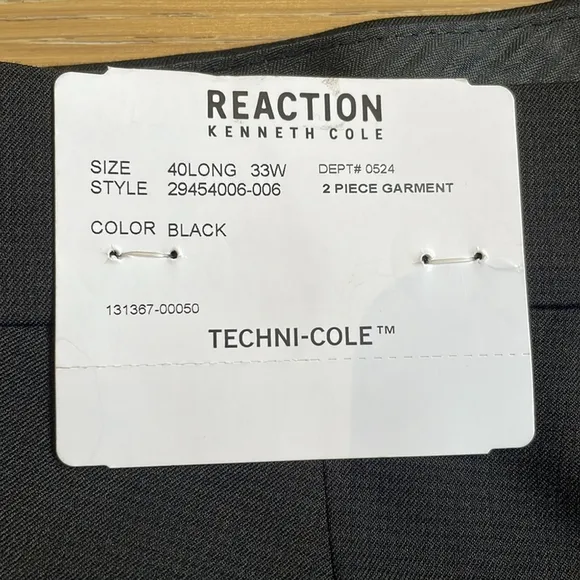 REACTION
KENNETH COLE
SIZE 40LONG 33W DEPT# 0524
STYLE 29454006-006 2 PIECE GARMENT
COLOR BLACK
131367-00050
TECHNI-COLE™